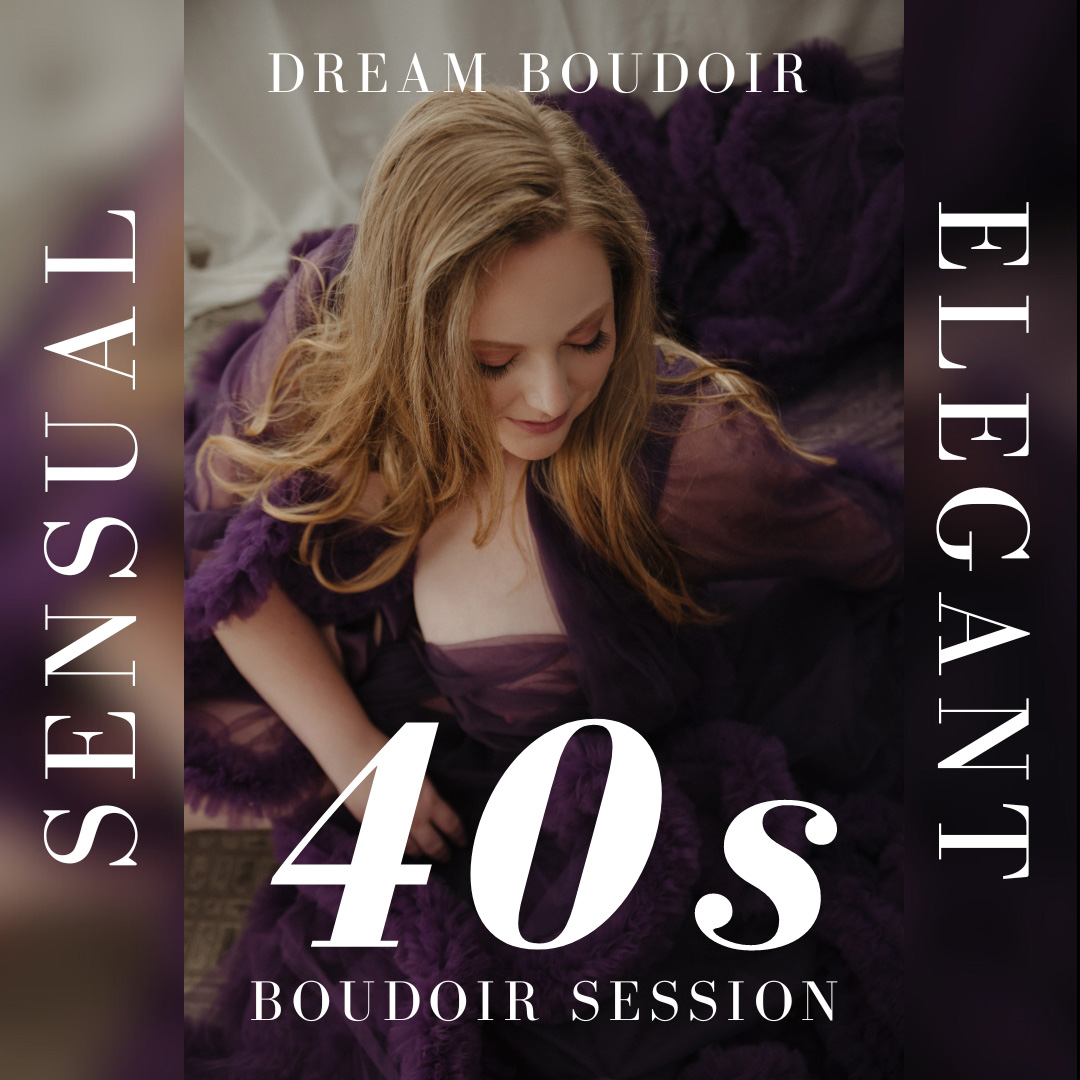 DREAM BOUDOIR
SENSUAL
ELEGANT
40s
BOUDOIR SESSION